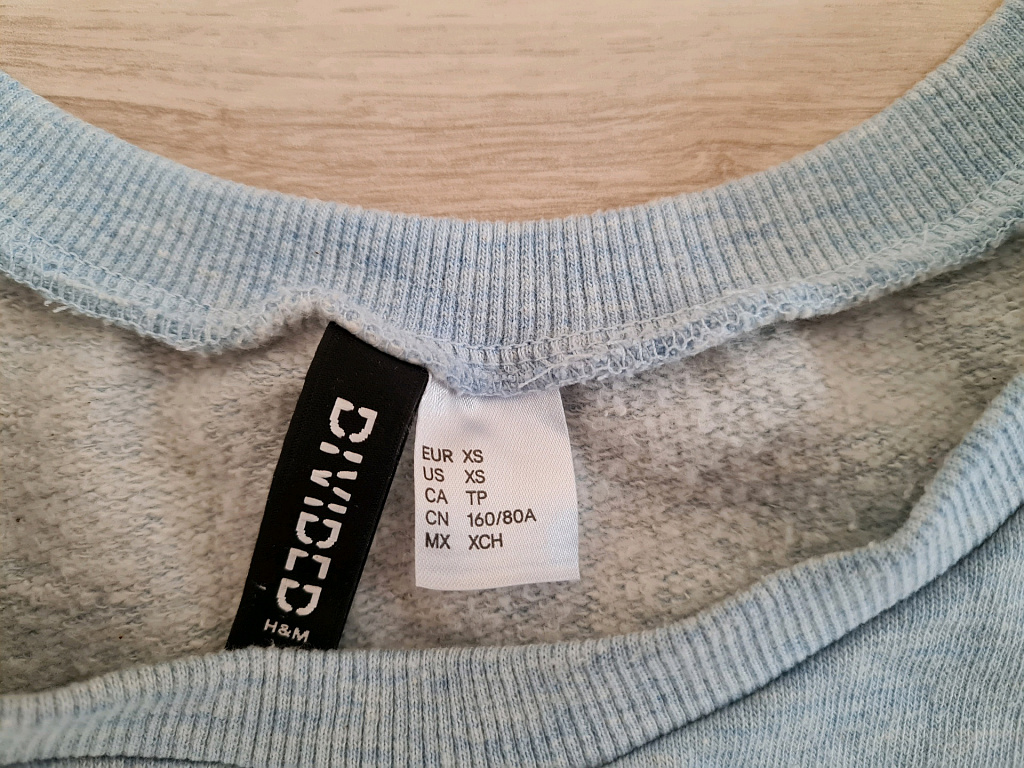 DIVIDED
H&M
EUR XS
US XS
CA TP
CN 160/80A
MX XCH